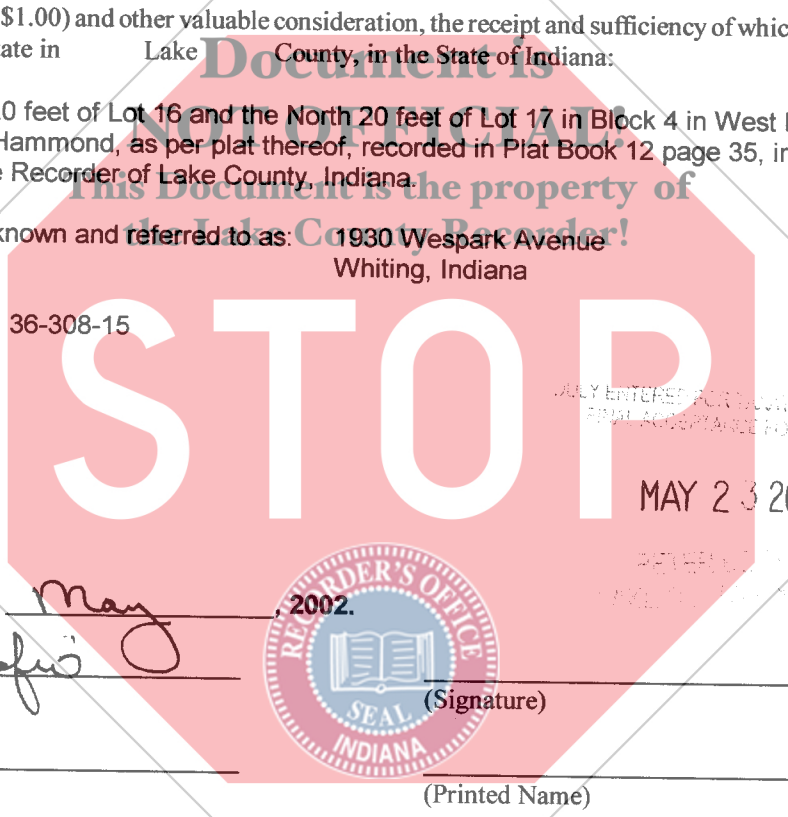 $1.00) and other valuable consideration, the receipt and sufficiency of whic
ate in Lake County, in the State of Indiana:
Document is
0 feet of Lot 16 and the North 20 feet of Lot 17 in Block 4 in West
NOT OFFICIAL!
Hammond, as per plat thereof, recorded in Plat Book 12 page 35, in
Recorder of Lake County, Indiana.
This Document is the property of
known and referred to as: 1930 Wespark Avenue
the Lake County Recorder!
Whiting, Indiana
36-308-15
STOP
FINAL ACCEPTANCE FO
MAY 23 20
May, 2002.
RECORDER'S OFFICE
SEAL
INDIANA
(Signature)
(Printed Name)